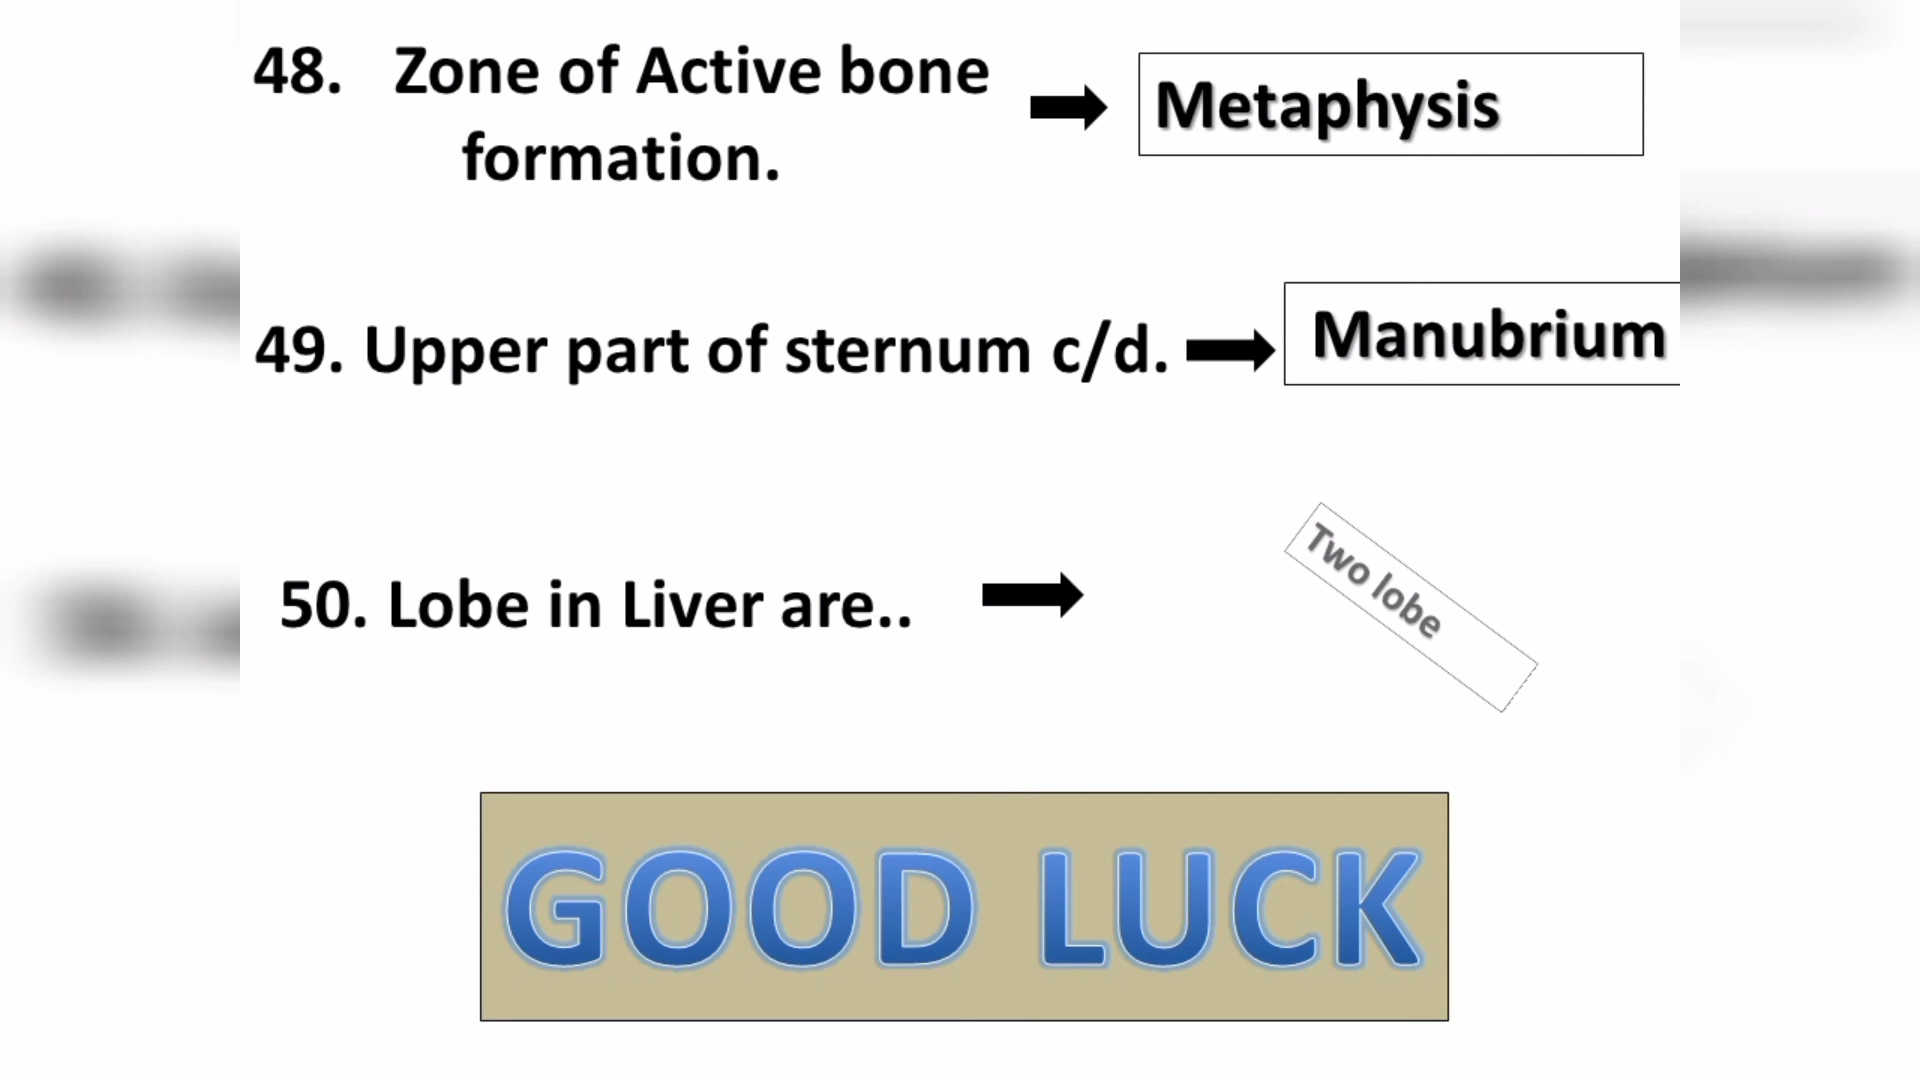 48. Zone of Active bone
formation.
Metaphysis
49. Upper part of sternum c/d.
Manubrium
50. Lobe in Liver are..
Two lobe
GOOD LUCK